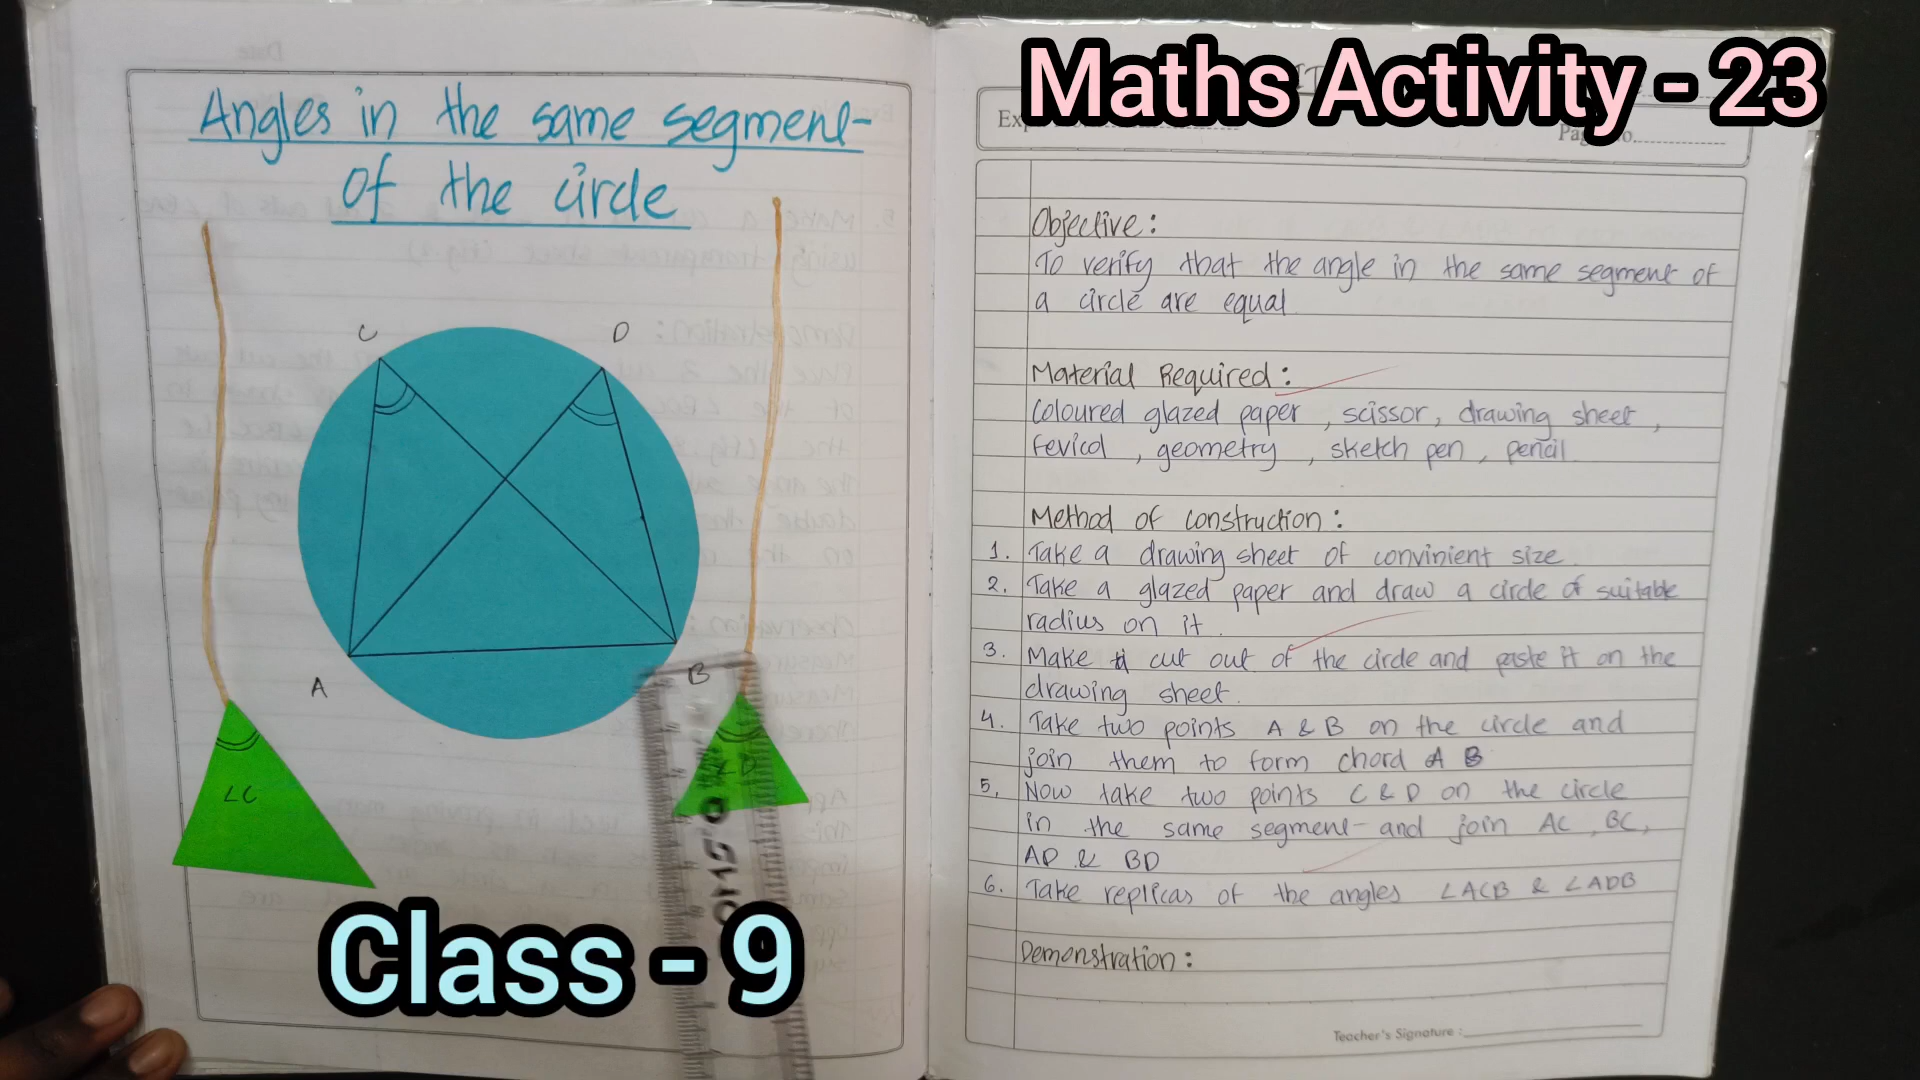 Maths Activity - 23
Angles in the same segment
of the circle
C
D
A
B
LC
Class - 9
Objective:
To verify that the angle in the same segment of
a circle are equal
Material Required:
Coloured glazed paper, scissor, drawing sheet,
fevicol, geometry, sketch pen, pencil
Method of construction:
1. Take a drawing sheet of convinient size
2. Take a glazed paper and draw a circle of suitable
radius on it.
3. Make a cut out of the circle and paste it on the
drawing sheet.
4. Take two points A & B on the circle and
join them to form chord AB
5. Now take two points C & D on the circle
in the same segment and join AC, BC,
AD & BD
6. Take replicas of the angles ∠ACB & ∠ADB
Demonstration:
Teacher's Signature :